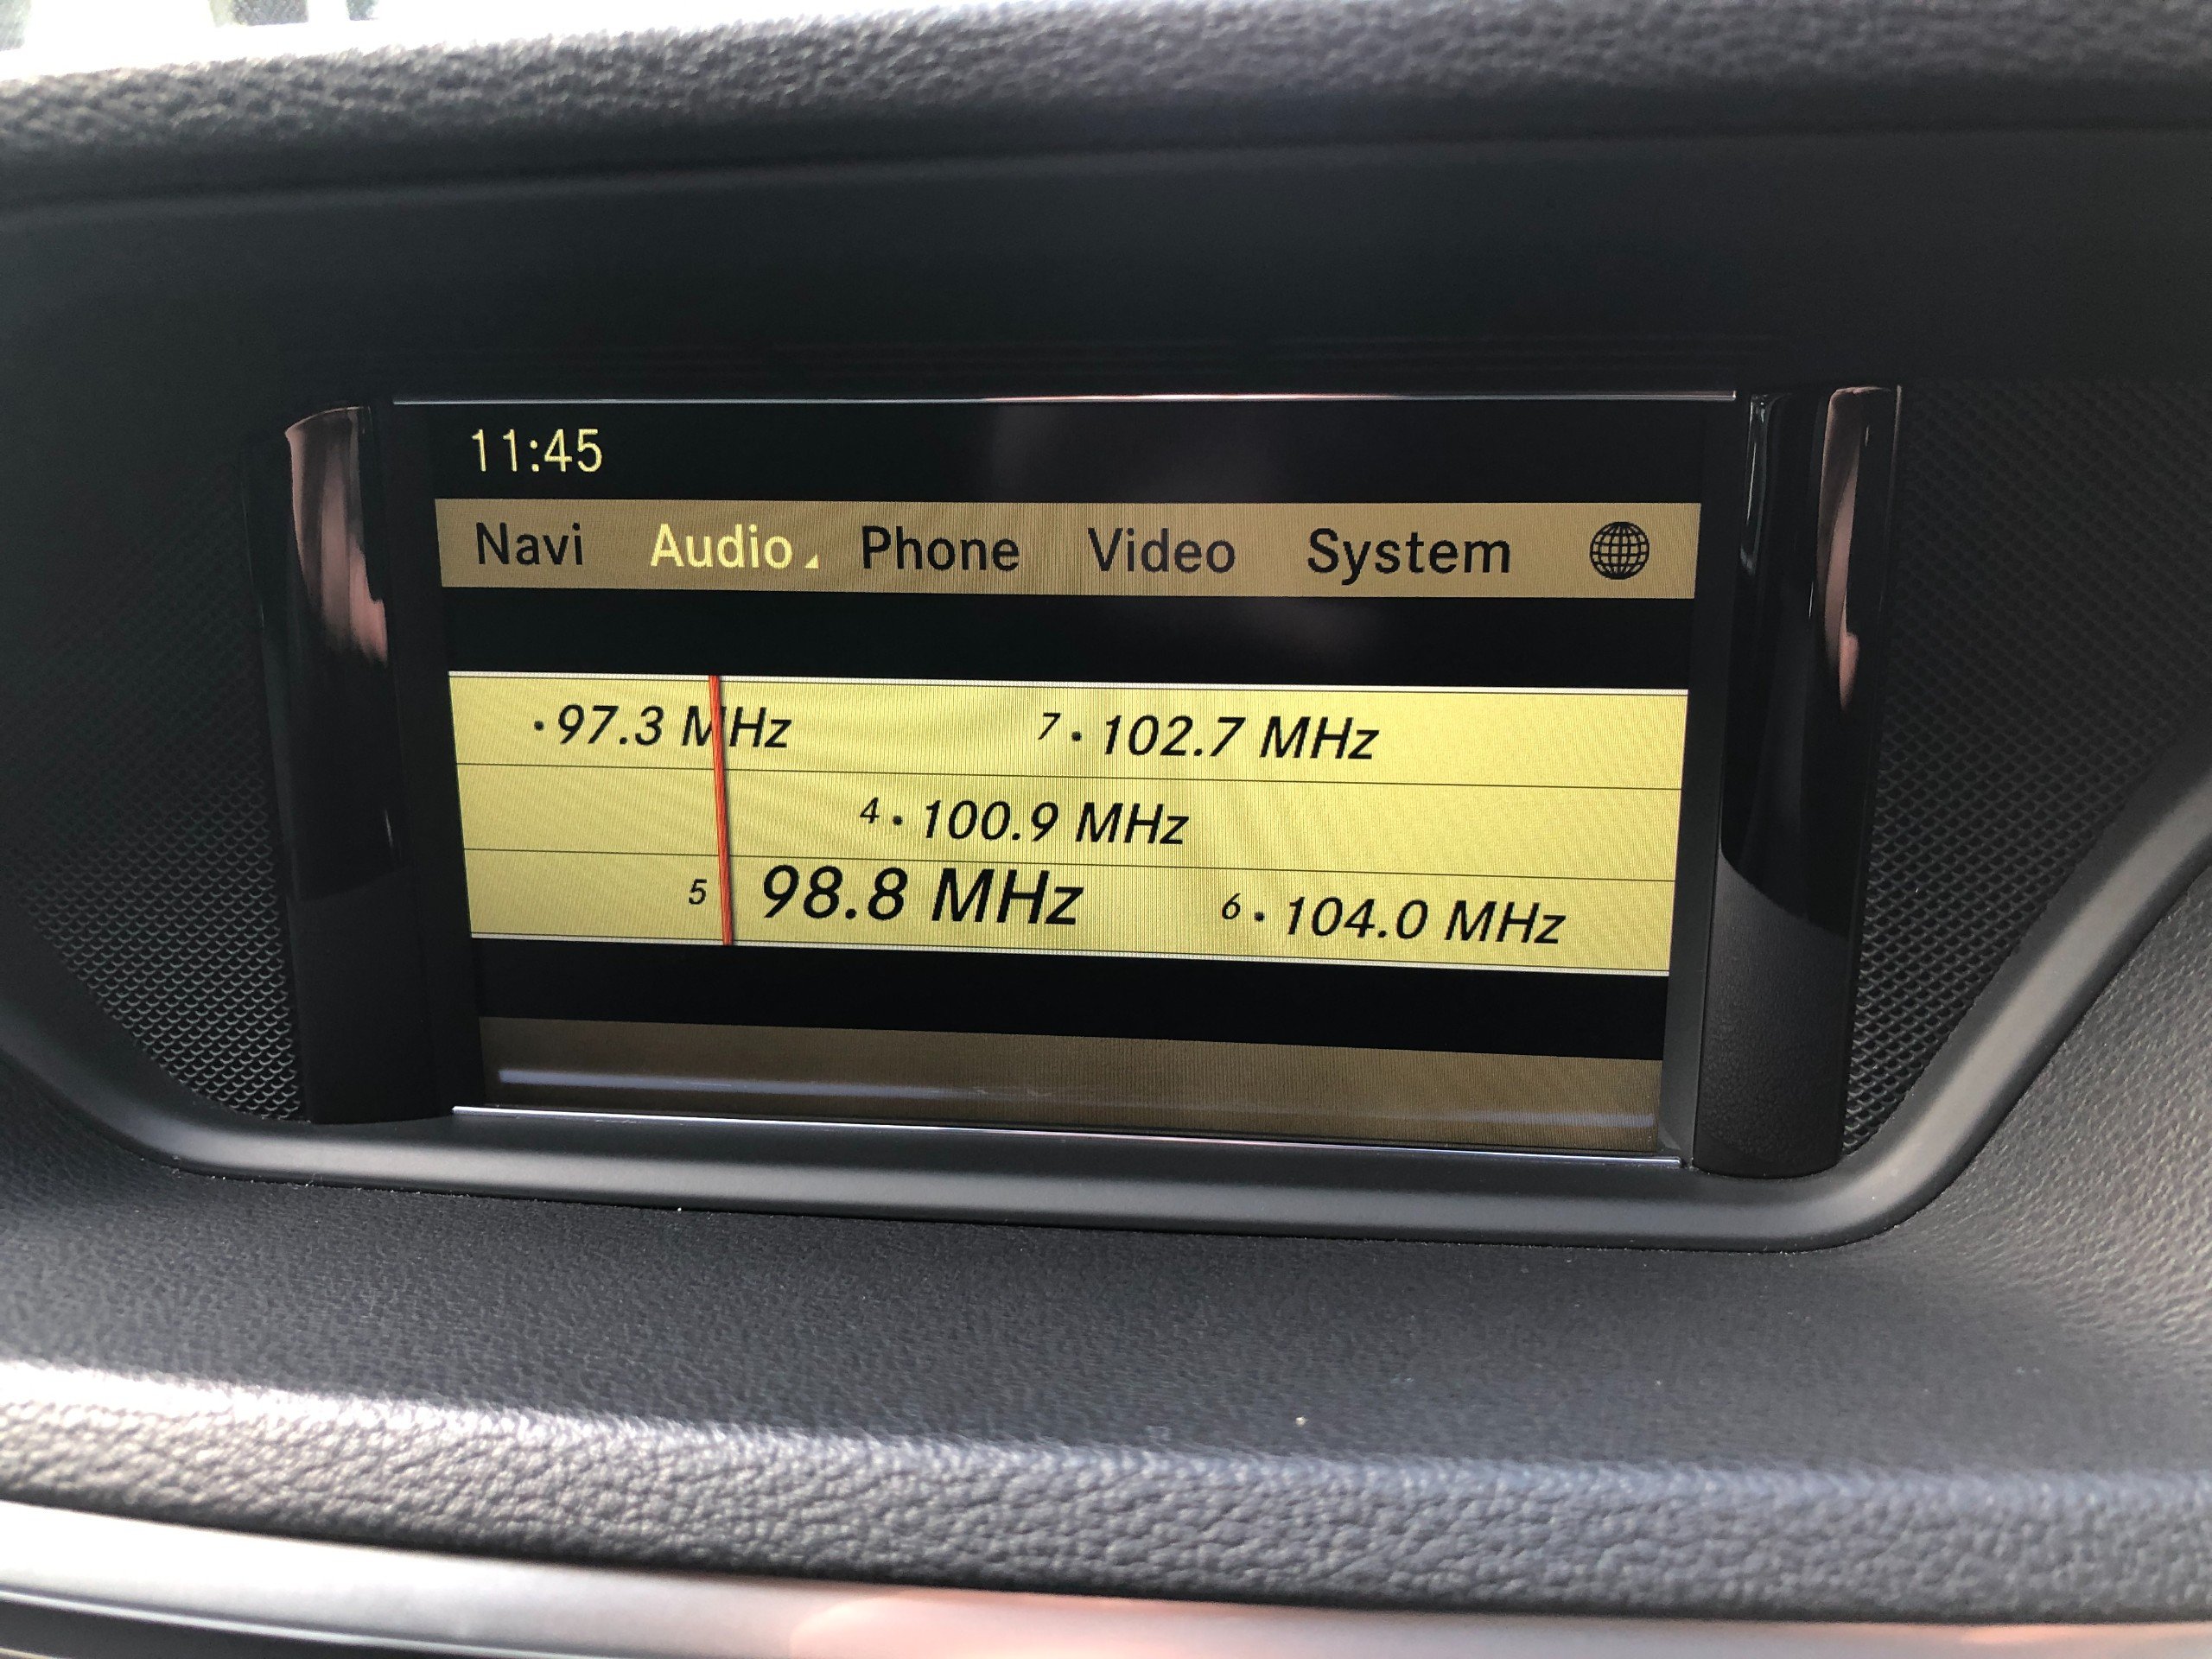 11:45
Navi Audio Phone Video System
·97.3 MHz 7·102.7 MHz
4·100.9 MHz
5 98.8 MHz 6·104.0 MHz